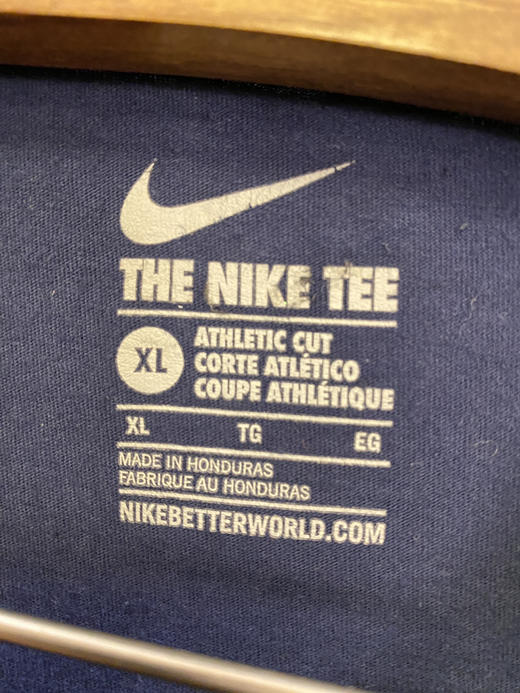 THE NIKE TEE
XL
ATHLETIC CUT
CORTE ATLÉTICO
COUPE ATHLÉTIQUE
XL TG EG
MADE IN HONDURAS
FABRIQUE AU HONDURAS
NIKEBETTERWORLD.COM